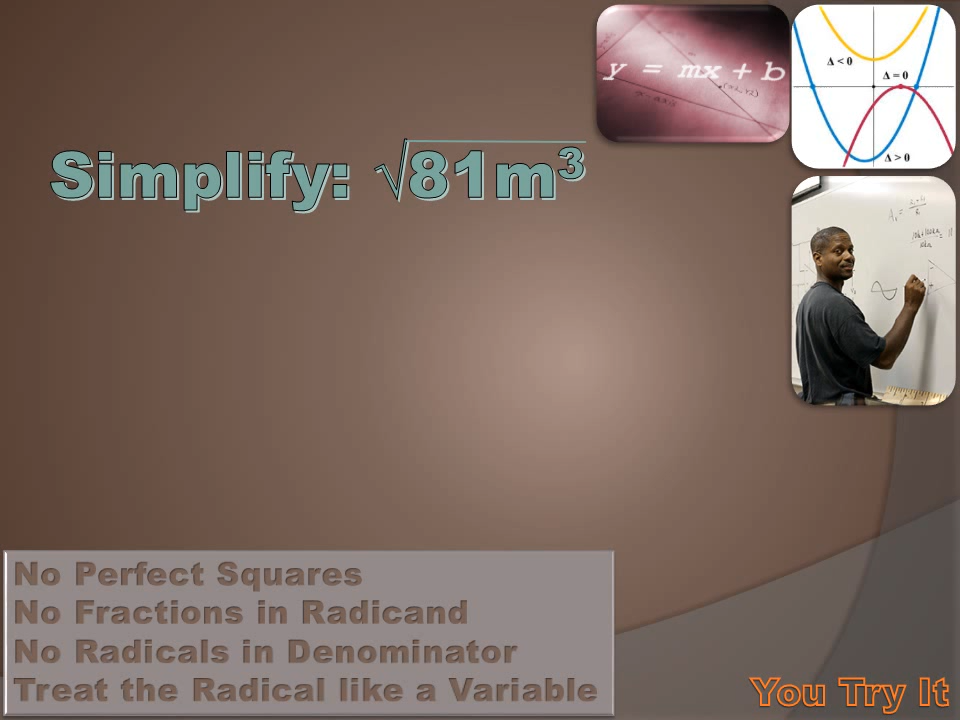 y = mx + b
Δ < 0
Δ = 0
Δ > 0
Simplify: √81m³
No Perfect Squares
No Fractions in Radicand
No Radicals in Denominator
Treat the Radical like a Variable
You Try It